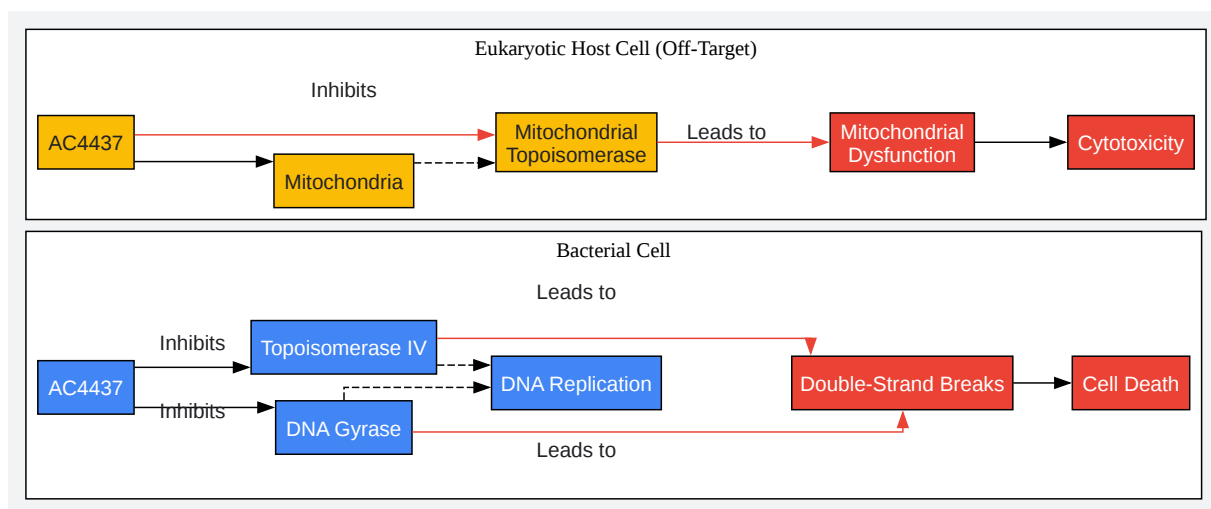 Eukaryotic Host Cell (Off-Target)
Inhibits
AC4437
Mitochondria
Mitochondrial
Topoisomerase
Leads to
Mitochondrial
Dysfunction
Cytotoxicity
Bacterial Cell
Leads to
Inhibits
Topoisomerase IV
AC4437
DNA Replication
Double-Strand Breaks
Cell Death
Inhibits
DNA Gyrase
Leads to